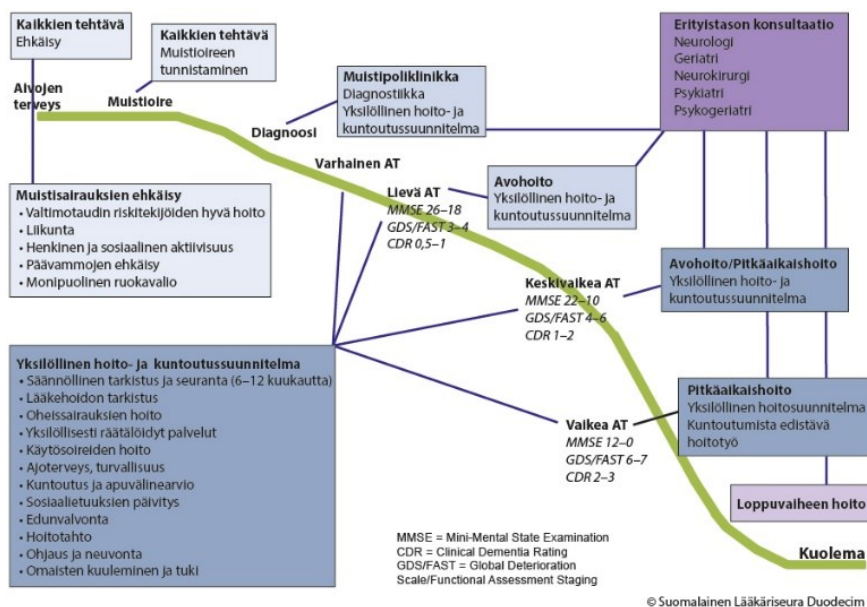 Kaikkien tehtävä
Ehkäisy
Kaikkien tehtävä
Muistioireen
tunnistaminen
Erityistason konsultaatio
Neurologi
Geriatri
Neurokirurgi
Psykiatri
Psykogeriatri
Aivojen
terveys
Muistioire
Diagnoosi
Muistipoliklinikka
Diagnostiikka
Yksilöllinen hoito- ja
kuntoutussuunnitelma
Varhainen AT
Lievä AT
MMSE 26–18
GDS/FAST 3–4
CDR 0,5–1
Avohoito
Yksilöllinen hoito- ja
kuntoutussuunnitelma
Muistisairauksien ehkäisy
• Valtimotaudin riskitekijöiden hyvä hoito
• Liikunta
• Henkinen ja sosiaalinen aktiivisuus
• Päävammojen ehkäisy
• Monipuolinen ruokavalio
Keskivaikea AT
MMSE 22–10
GDS/FAST 4–6
CDR 1–2
Avohoito/Pitkäaikaishoito
Yksilöllinen hoito- ja
kuntoutussuunnitelma
Yksilöllinen hoito- ja kuntoutussuunnitelma
• Säännöllinen tarkistus ja seuranta (6–12 kuukautta)
• Lääkehoidon tarkistus
• Oheissairauksien hoito
• Yksilöllisesti räätälöidyt palvelut
• Käytösoireiden hoito
• Ajoterveys, turvallisuus
• Kuntoutus ja apuvälinearvio
• Sosiaalietuuksien päivitys
• Edunvalvonta
• Hoitotahto
• Ohjaus ja neuvonta
• Omaisten kuuleminen ja tuki
Vaikea AT
MMSE 12–0
GDS/FAST 6–7
CDR 2–3
Pitkäaikaishoito
Yksilöllinen hoitosuunnitelma
Kuntoutumista edistävä
hoitotyö
Loppuvaiheen hoito
Kuolema
MMSE = Mini-Mental State Examination
CDR = Clinical Dementia Rating
GDS/FAST = Global Deterioration
Scale/Functional Assessment Staging
© Suomalainen Lääkäriseura Duodecim